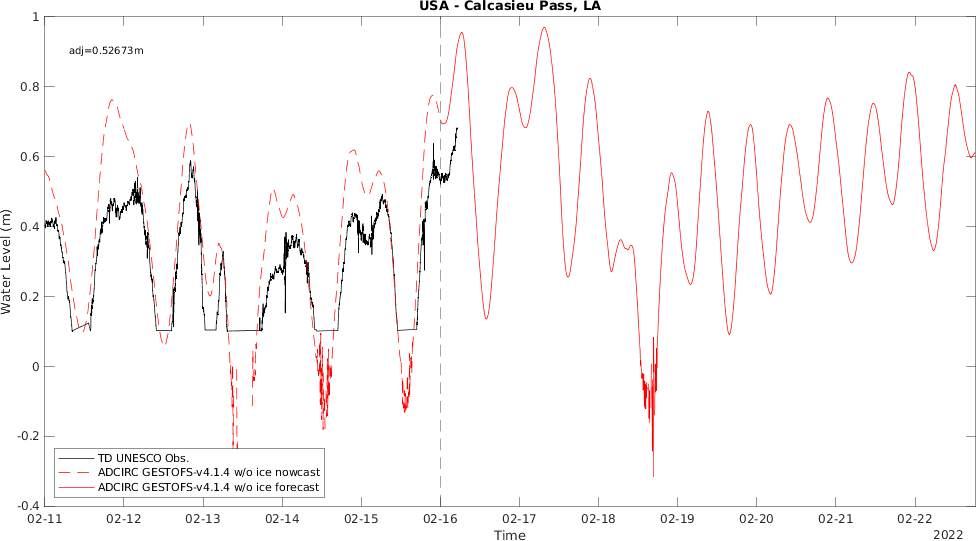 USA - Calcasieu Pass, LA
1
adj=0.52673m
0.8
0.6
0.4
0.2
0
-0.2
-0.4
Water Level (m)
TD UNESCO Obs.
ADCIRC GESTOFS-v4.1.4 w/o ice nowcast
ADCIRC GESTOFS-v4.1.4 w/o ice forecast
02-11 02-12 02-13 02-14 02-15 02-16 02-17 02-18 02-19 02-20 02-21 02-22
Time
2022